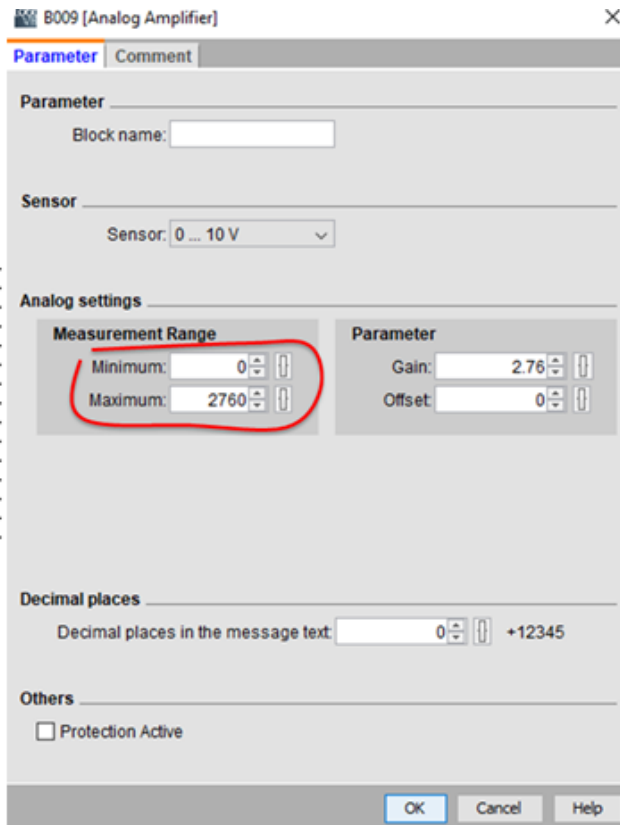 B009 [Analog Amplifier]
Parameter Comment
Parameter
Block name:
Sensor
Sensor: 0 ... 10 V
Analog settings
Measurement Range Parameter
Minimum: 0 Gain: 2.76
Maximum: 2760 Offset: 0
Decimal places
Decimal places in the message text: 0 +12345
Others
Protection Active
OK Cancel Help